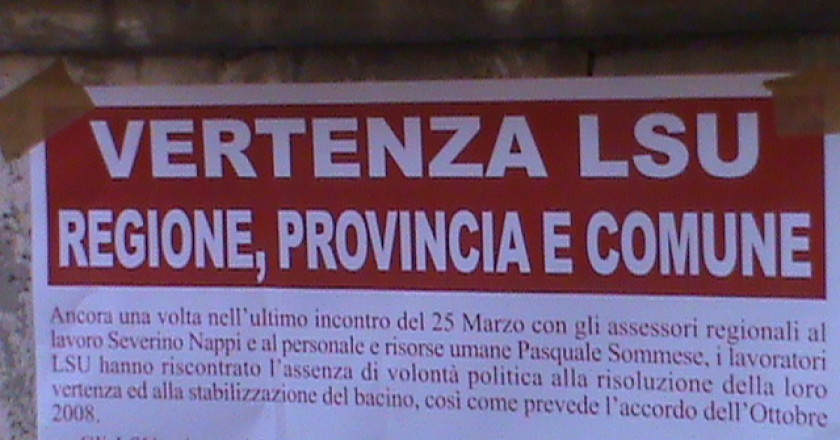 VERTENZA LSU
REGIONE, PROVINCIA E COMUNE
Ancora una volta nell'ultimo incontro del 25 Marzo con gli assessori regionali al
lavoro Severino Nappi e al personale e risorse umane Pasquale Sommese, i lavoratori
LSU hanno riscontrato l'assenza di volontà politica alla risoluzione della loro
vertenza ed alla stabilizzazione del bacino, così come prevede l'accordo dell'Ottobre
2008.